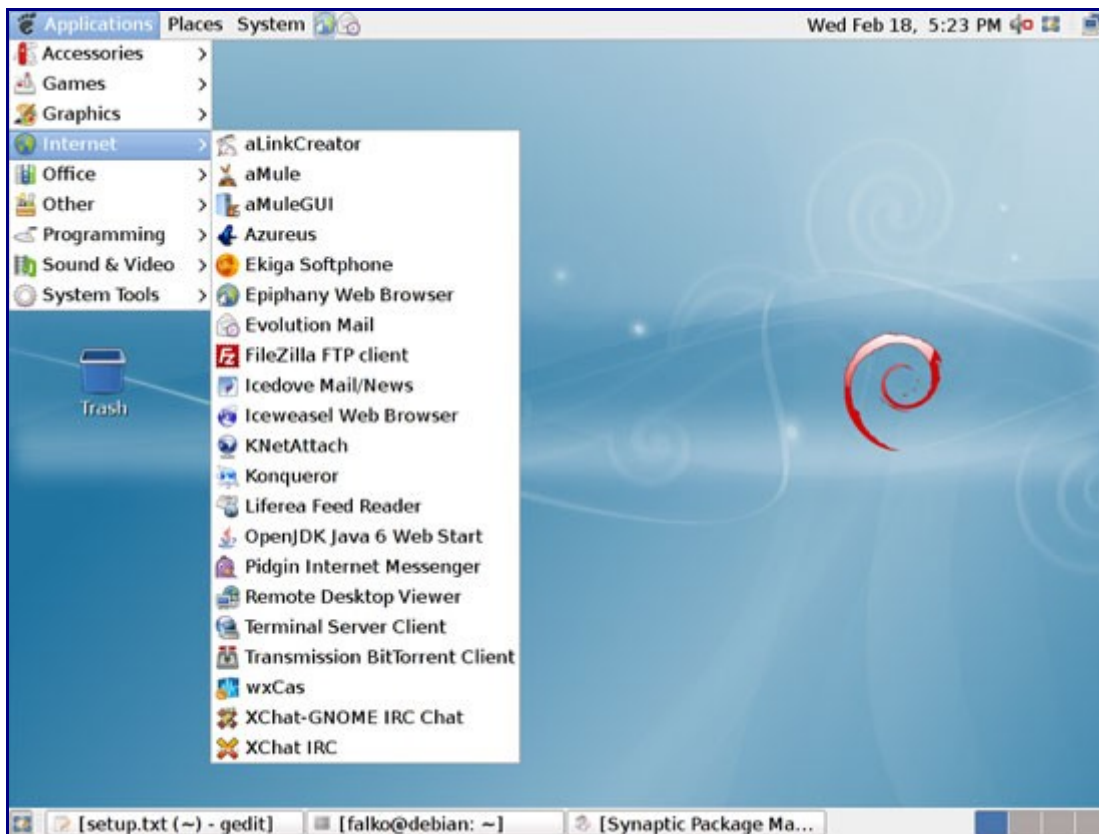 Applications Places System Wed Feb 18, 5:23 PM
Accessories
Games
Graphics
Internet
Office
Other
Programming
Sound & Video
System Tools
aLinkCreator
aMule
aMuleGUI
Azureus
Ekiga Softphone
Epiphany Web Browser
Evolution Mail
FileZilla FTP client
Icedove Mail/News
Iceweasel Web Browser
KNetAttach
Konqueror
Liferea Feed Reader
OpenJDK Java 6 Web Start
Pidgin Internet Messenger
Remote Desktop Viewer
Terminal Server Client
Transmission BitTorrent Client
wxCas
XChat-GNOME IRC Chat
XChat IRC
Trash
[setup.txt (~) - gedit] [falko@debian: ~] [Synaptic Package Ma...